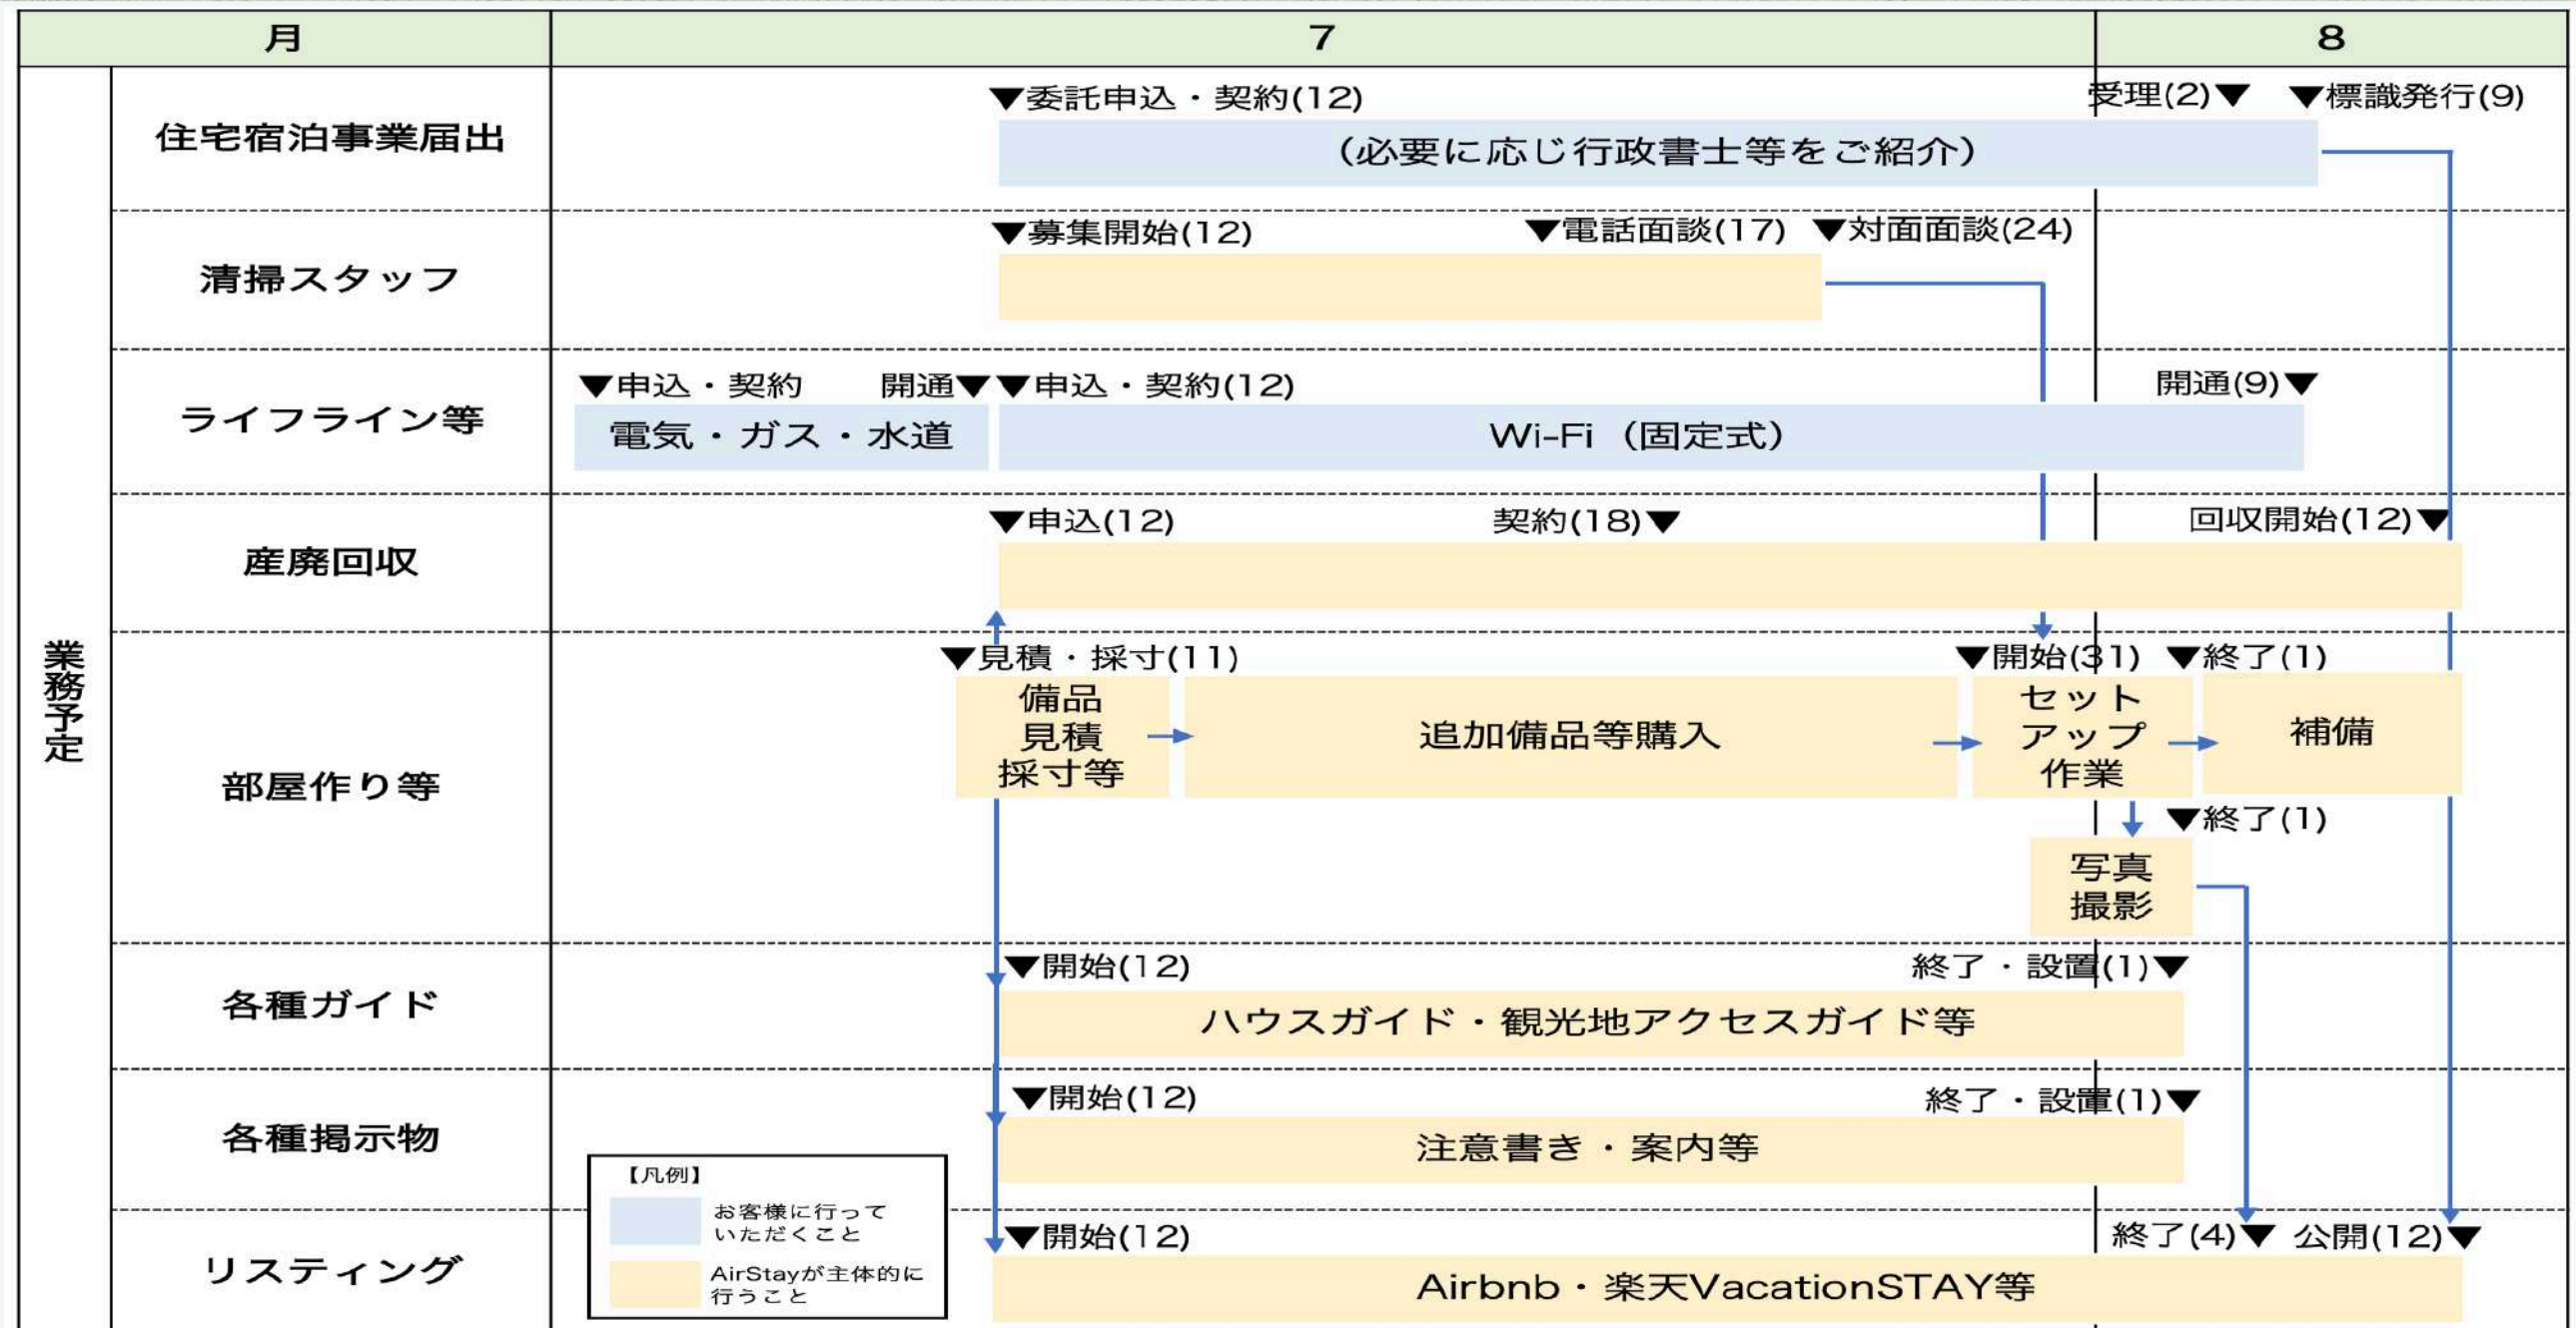 月
7
8
業務予定
住宅宿泊事業届出
▼委託申込・契約(12)
受理(2)▼
▼標識発行(9)
（必要に応じ行政書士等をご紹介）
清掃スタッフ
▼募集開始(12)
▼電話面談(17)
▼対面面談(24)
ライフライン等
▼申込・契約
開通▼
▼申込・契約(12)
開通(9)▼
電気・ガス・水道
Wi-Fi（固定式）
産廃回収
▼申込(12)
契約(18)▼
回収開始(12)▼
部屋作り等
▼見積・採寸(11)
▼開始(31)
▼終了(1)
備品
見積
採寸等
追加備品等購入
セット
アップ
作業
補備
▼終了(1)
写真
撮影
各種ガイド
▼開始(12)
終了・設置(1)▼
ハウスガイド・観光地アクセスガイド等
各種掲示物
▼開始(12)
終了・設置(1)▼
注意書き・案内等
リスティング
▼開始(12)
終了(4)▼
公開(12)▼
Airbnb・楽天VacationSTAY等
【凡例】
お客様に行って
いただくこと
AirStayが主体的に
行うこと